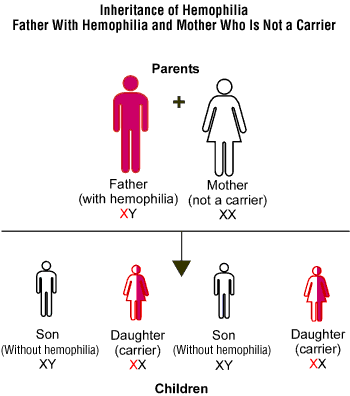 Inheritance of Hemophilia
Father With Hemophilia and Mother Who Is Not a Carrier
Parents
+
Father
(with hemophilia)
XY
Mother
(not a carrier)
XX
Son
(Without hemophilia)
XY
Daughter
(carrier)
XX
Son
(Without hemophilia)
XY
Daughter
(carrier)
XX
Children